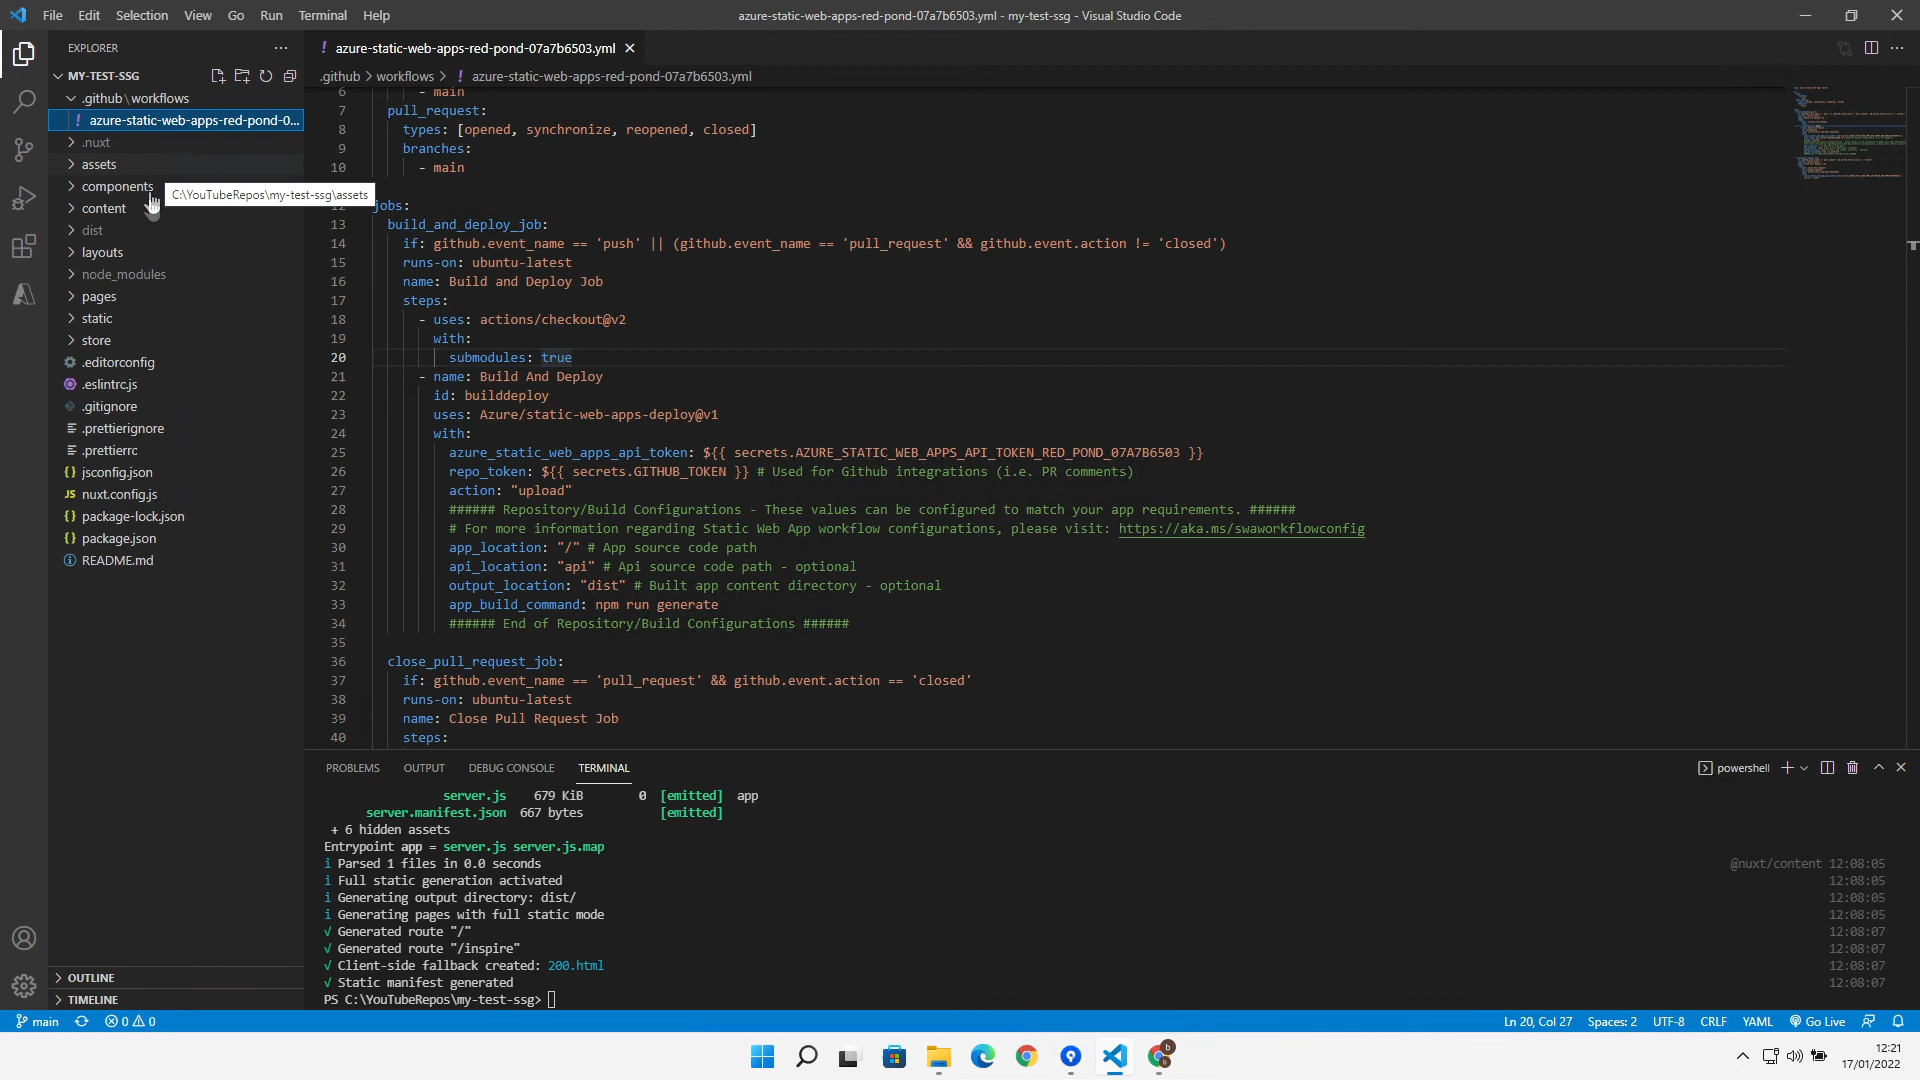 File Edit Selection View Go Run Terminal Help
azure-static-web-apps-red-pond-07a7b6503.yml - my-test-ssg - Visual Studio Code
EXPLORER
! azure-static-web-apps-red-pond-07a7b6503.yml
MY-TEST-SSG
.github > workflows > ! azure-static-web-apps-red-pond-07a7b6503.yml
.github\workflows
! azure-static-web-apps-red-pond-0...
.nuxt
assets
components
C:\YouTubeRepos\my-test-ssg\assets
content
dist
layouts
node_modules
pages
static
store
.editorconfig
.eslintrc.js
.gitignore
.prettierignore
.prettierrc
{} jsconfig.json
JS nuxt.config.js
{} package-lock.json
{} package.json
README.md
OUTLINE
TIMELINE
6 - main
7 pull_request:
8 types: [opened, synchronize, reopened, closed]
9 branches:
10 - main
12 jobs:
13 build_and_deploy_job:
14 if: github.event_name == 'push' || (github.event_name == 'pull_request' && github.event.action != 'closed')
15 runs-on: ubuntu-latest
16 name: Build and Deploy Job
17 steps:
18 - uses: actions/checkout@v2
19 with:
20 submodules: true
21 - name: Build And Deploy
22 id: builddeploy
23 uses: Azure/static-web-apps-deploy@v1
24 with:
25 azure_static_web_apps_api_token: ${{ secrets.AZURE_STATIC_WEB_APPS_API_TOKEN_RED_POND_07A7B6503 }}
26 repo_token: ${{ secrets.GITHUB_TOKEN }} # Used for Github integrations (i.e. PR comments)
27 action: "upload"
28 ###### Repository/Build Configurations - These values can be configured to match your app requirements. ######
29 # For more information regarding Static Web App workflow configurations, please visit: https://aka.ms/swaworkflowconfig
30 app_location: "/" # App source code path
31 api_location: "api" # Api source code path - optional
32 output_location: "dist" # Built app content directory - optional
33 app_build_command: npm run generate
34 ###### End of Repository/Build Configurations ######
35
36 close_pull_request_job:
37 if: github.event_name == 'pull_request' && github.event.action == 'closed'
38 runs-on: ubuntu-latest
39 name: Close Pull Request Job
40 steps:
PROBLEMS OUTPUT DEBUG CONSOLE TERMINAL powershell
server.js 679 KiB 0 [emitted] app
server.manifest.json 667 bytes [emitted]
+ 6 hidden assets
Entrypoint app = server.js server.js.map
i Parsed 1 files in 0.0 seconds @nuxt/content 12:08:05
i Full static generation activated 12:08:05
i Generating output directory: dist/ 12:08:05
i Generating pages with full static mode 12:08:05
√ Generated route "/" 12:08:07
√ Generated route "/inspire" 12:08:07
√ Client-side fallback created: 200.html 12:08:07
√ Static manifest generated 12:08:07
PS C:\YouTubeRepos\my-test-ssg>
main 0 0 Ln 20, Col 27 Spaces: 2 UTF-8 CRLF YAML Go Live
b
12:21
17/01/2022